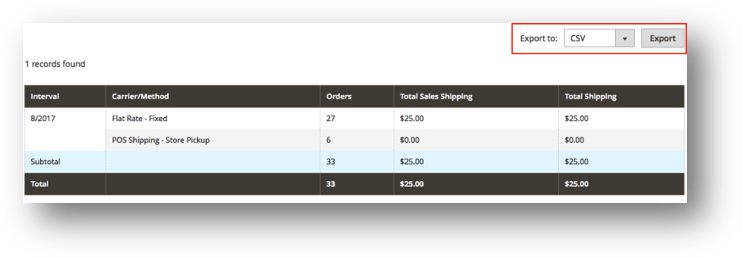 Export to: CSV Export
1 records found
Interval Carrier/Method Orders Total Sales Shipping Total Shipping
8/2017 Flat Rate - Fixed 27 $25.00 $25.00
POS Shipping - Store Pickup 6 $0.00 $0.00
Subtotal 33 $25.00 $25.00
Total 33 $25.00 $25.00